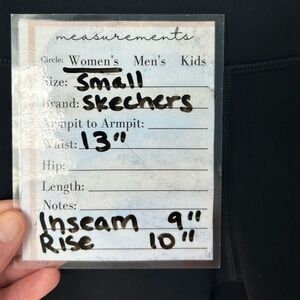 measurements
Circle: Women's Men's Kids
Size: Small
Brand: Skechers
Armpit to Armpit:
Waist: 13"
Hip:
Length:
Notes:
Inseam 9"
Rise 10"